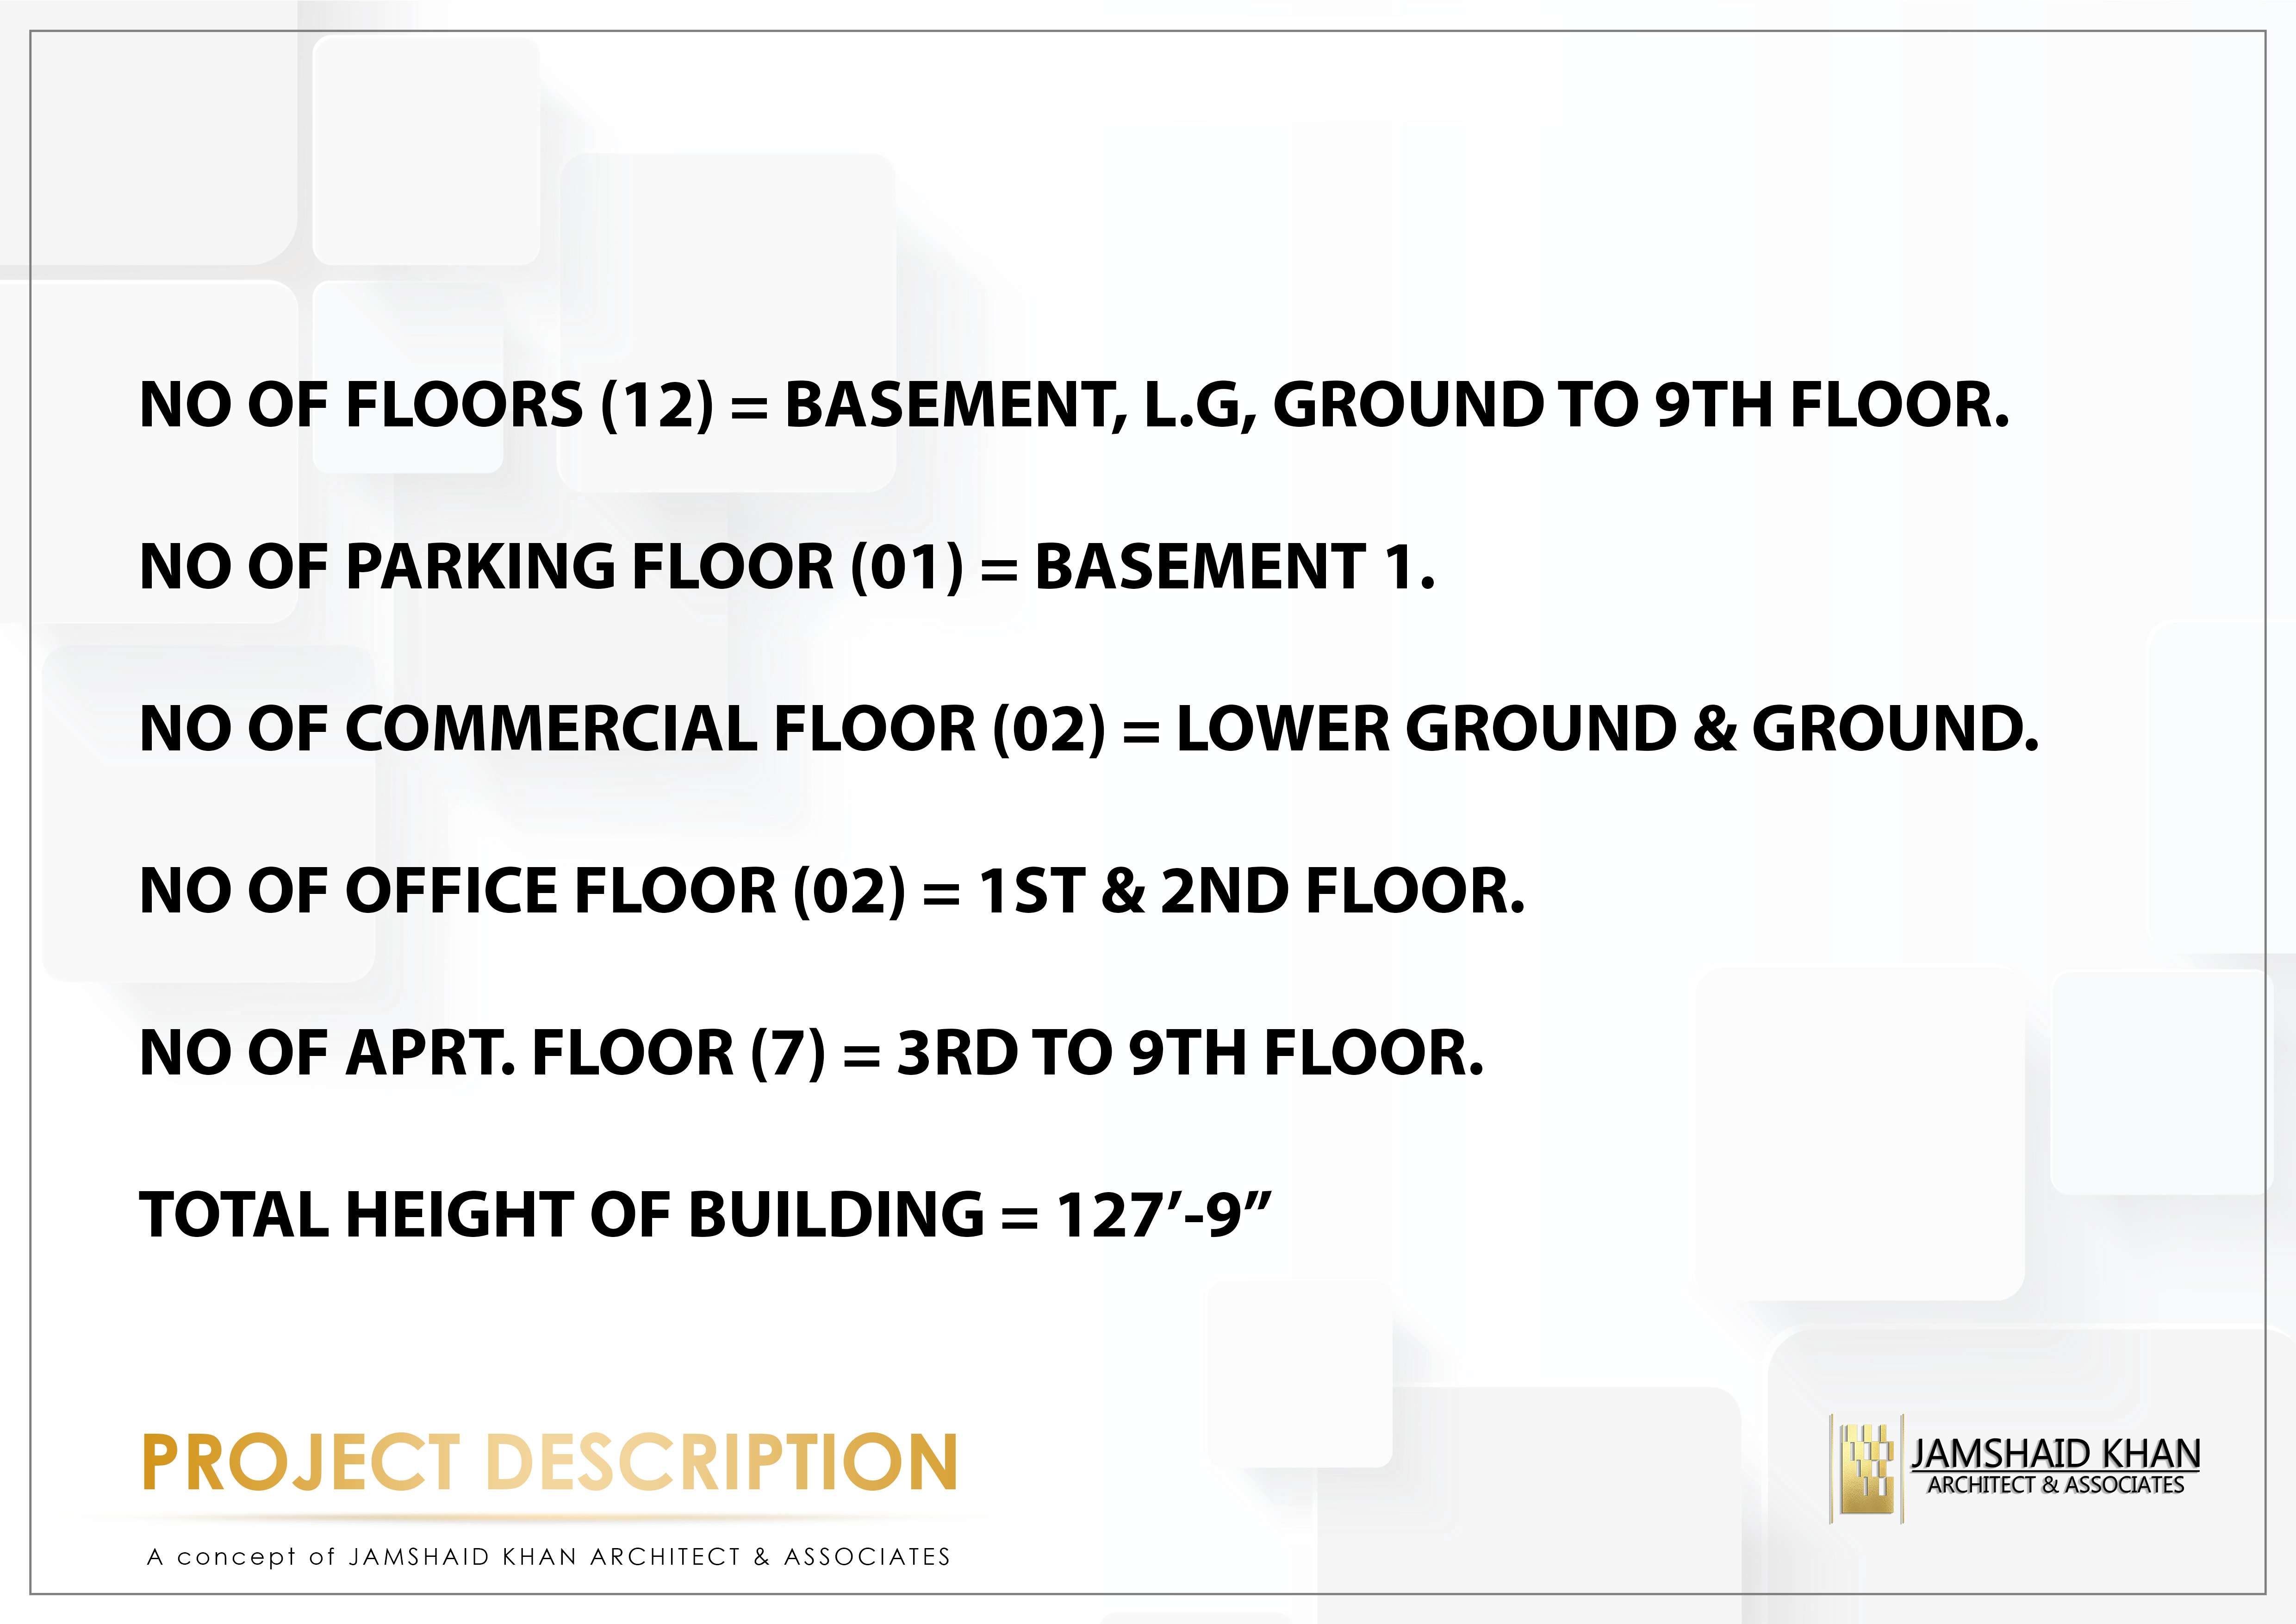 NO OF FLOORS (12) = BASEMENT, L.G, GROUND TO 9TH FLOOR.
NO OF PARKING FLOOR (01) = BASEMENT 1.
NO OF COMMERCIAL FLOOR (02) = LOWER GROUND & GROUND.
NO OF OFFICE FLOOR (02) = 1ST & 2ND FLOOR.
NO OF APRT. FLOOR (7) = 3RD TO 9TH FLOOR.
TOTAL HEIGHT OF BUILDING = 127’-9”
PROJECT DESCRIPTION
A concept of JAMSHAID KHAN ARCHITECT & ASSOCIATES
JAMSHAID KHAN
ARCHITECT & ASSOCIATES